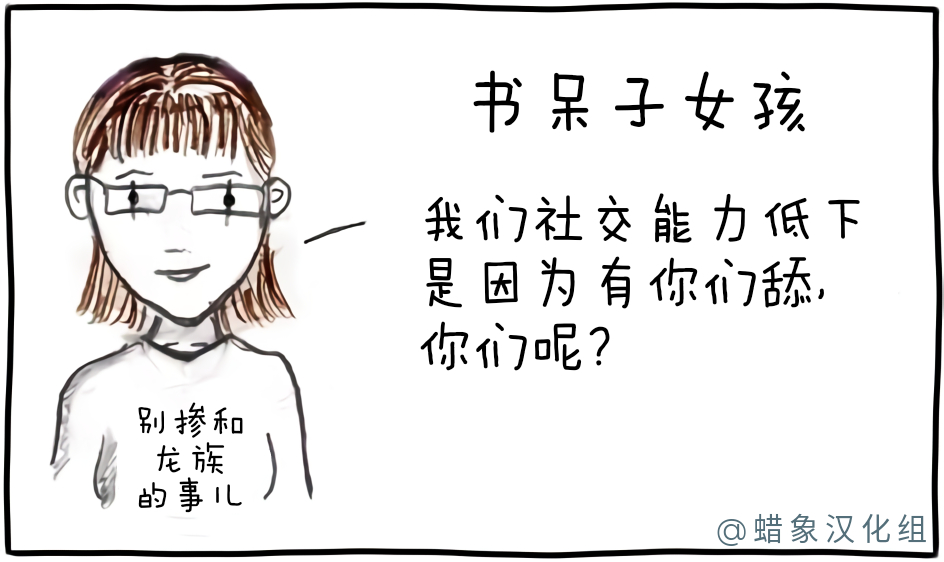 书呆子女孩
我们社交能力低下
是因为有你们舔,
你们呢?
别掺和
龙族
的事儿
@蜡象汉化组